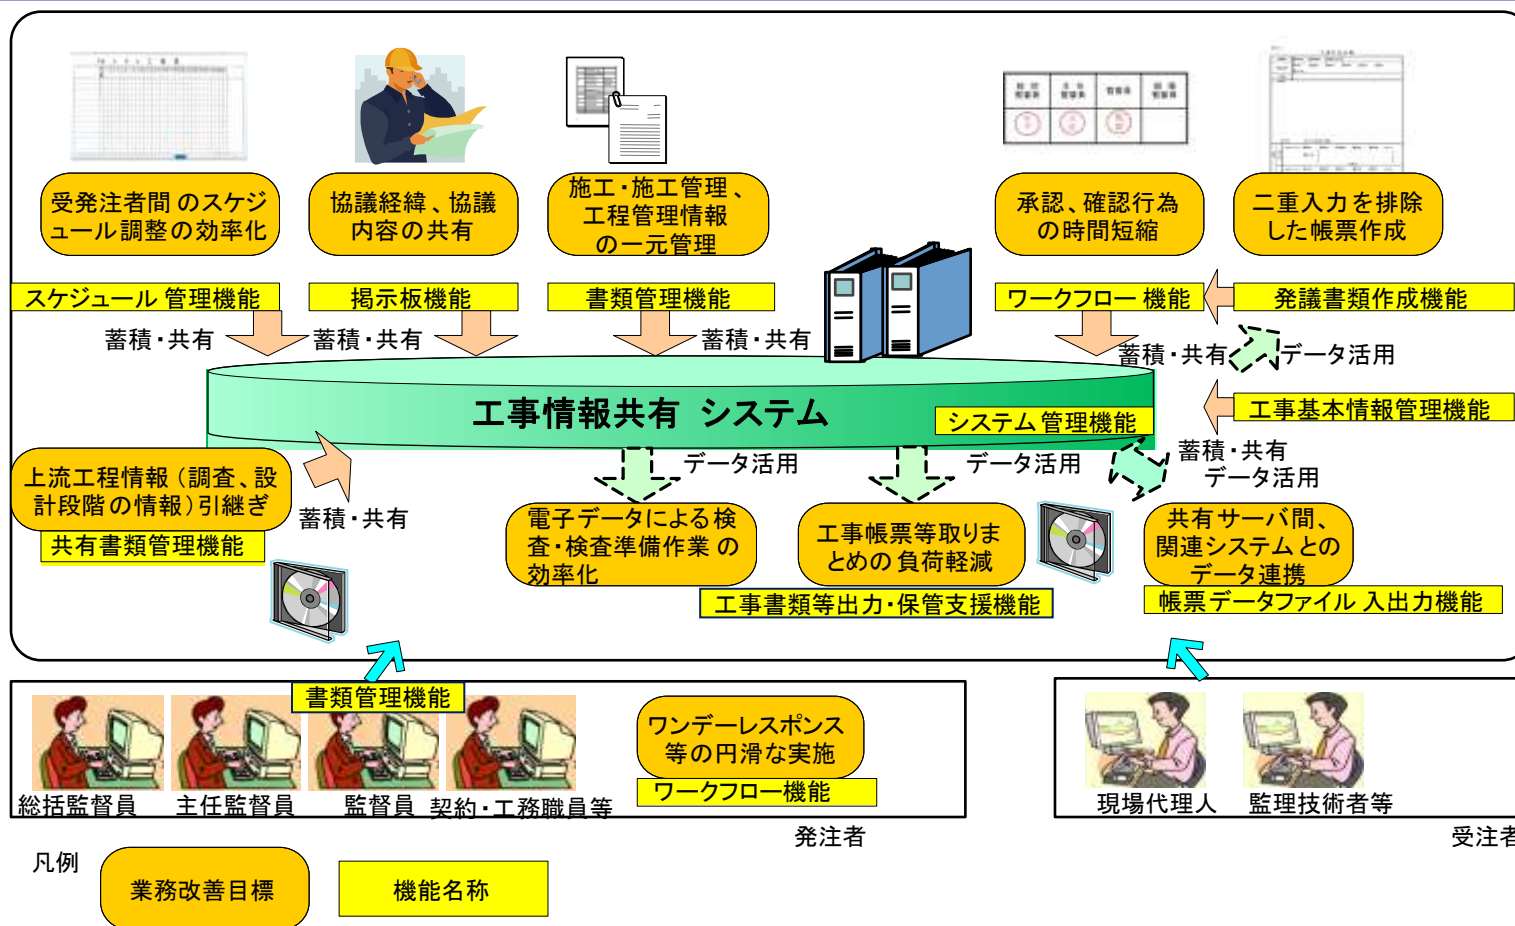 受発注者間のスケジ
ュール調整の効率化
協議経緯、協議
内容の共有
施工・施工管理、
工程管理情報
の一元管理
承認、確認行為
の時間短縮
二重入力を排除
した帳票作成
スケジュール管理機能
掲示板機能
書類管理機能
ワークフロー機能
発議書類作成機能
蓄積・共有
蓄積・共有
蓄積・共有
蓄積・共有
データ活用
工事情報共有 システム
システム管理機能
工事基本情報管理機能
蓄積・共有
データ活用
上流工程情報(調査、設
計段階の情報)引継ぎ
共有書類管理機能
蓄積・共有
データ活用
データ活用
電子データによる検
査・検査準備作業の
効率化
工事帳票等取りま
とめの負荷軽減
工事書類等出力・保管支援機能
共有サーバ間、
関連システムとの
データ連携
帳票データファイル入出力機能
書類管理機能
総括監督員
主任監督員
監督員
契約・工務職員等
ワンデーレスポンス
等の円滑な実施
ワークフロー機能
発注者
現場代理人
監理技術者等
受注者
凡例
業務改善目標
機能名称